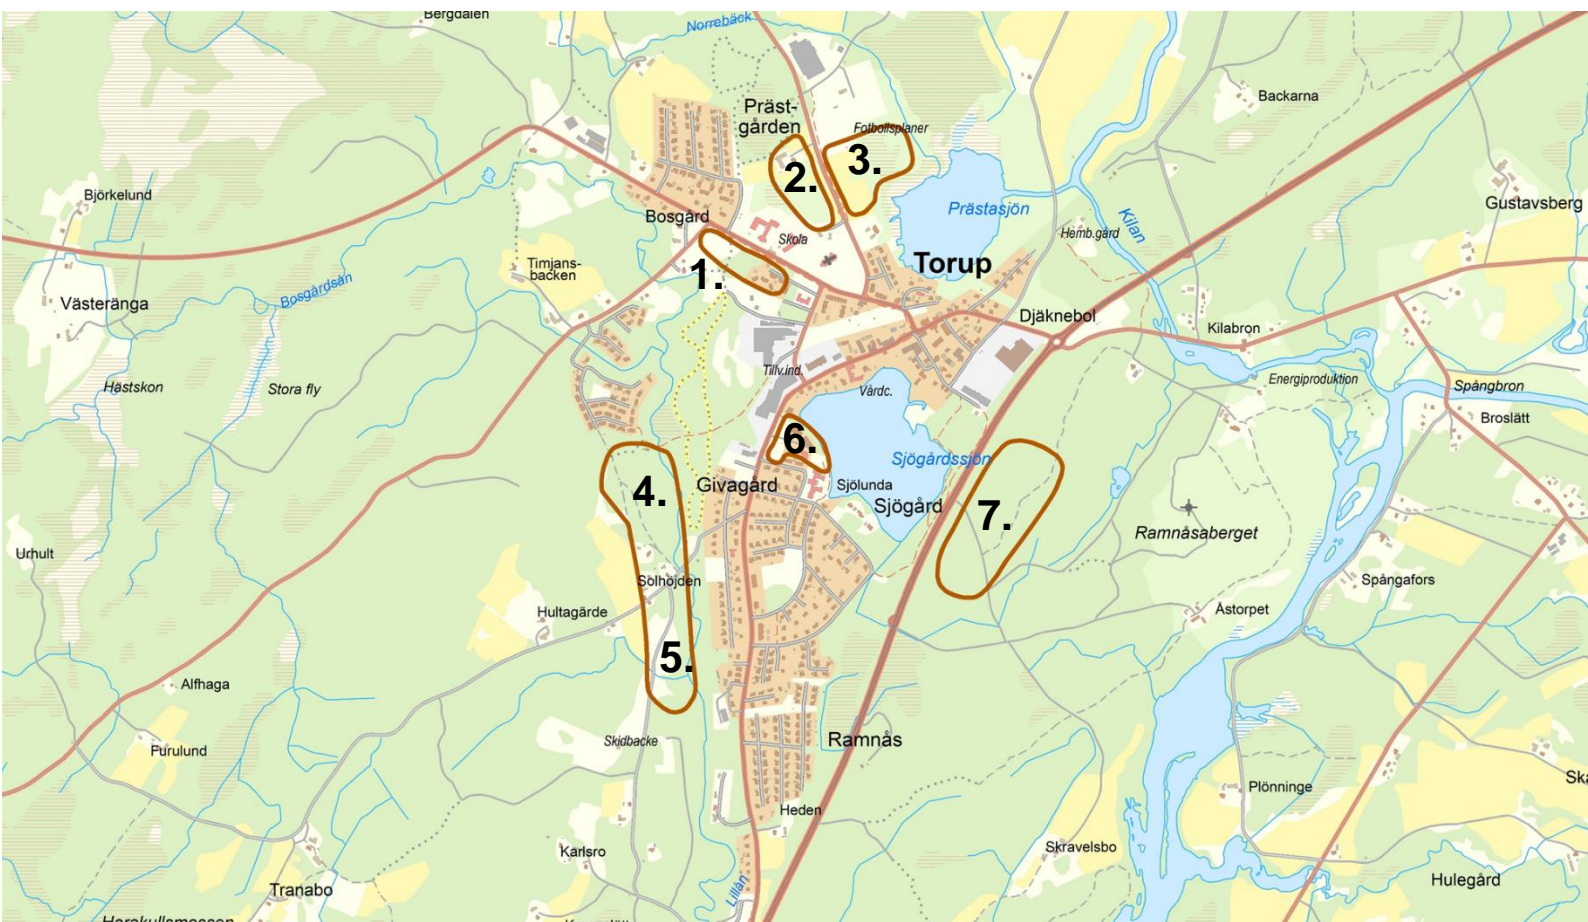 Bergdalen
Norrebäck
Backarna
Präst-
gården
Fotbollsplaner
3.
2.
Björkelund
Gustavsberg
Prästasjön
Bosgård
Kilan
Hemb.gård
Skola
Torup
1.
Timjans-
backen
Bosgårdsån
Västeränga
Djäknebol
Kilabron
Tillv.ind.
Energiproduktion
Hästskon
Stora fly
Vårdc.
Spångbron
Broslätt
6.
Sjögårdssjön
Givagård
Sjölunda
4.
Sjögård
7.
Ramnåsaberget
Urhult
Solhöjden
Spångafors
Hultagärde
Åstorpet
5.
Alfhaga
Skidbacke
Ramnås
Furulund
Ska
Plönninge
Heden
Karlsro
Skravelsbo
Lillån
Tranabo
Hulegård